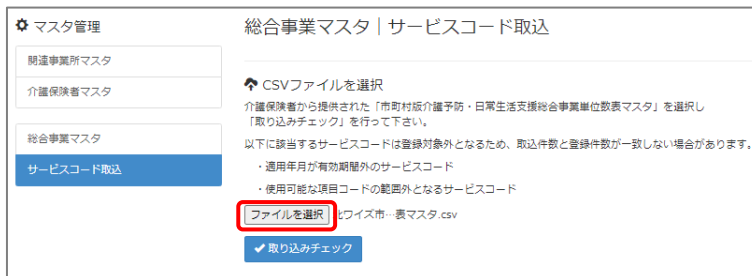 マスタ管理
関連事業所マスタ
介護保険者マスタ
総合事業マスタ
サービスコード取込
総合事業マスタ｜サービスコード取込
CSVファイルを選択
介護保険者から提供された「市町村版介護予防・日常生活支援総合事業単位数表マスタ」を選択し
「取り込みチェック」を行って下さい。
以下に該当するサービスコードは登録対象外となるため、取込件数と登録件数が一致しない場合があります。
・適用年月が有効期間外のサービスコード
・使用可能な項目コードの範囲外となるサービスコード
ファイルを選択 北ワイズ市…表マスタ.csv
取り込みチェック